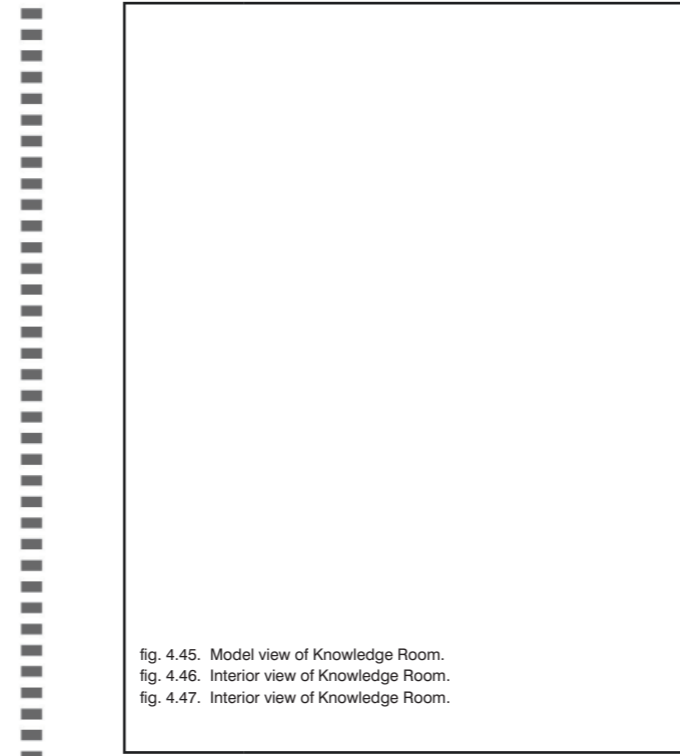 fig. 4.45. Model view of Knowledge Room.
fig. 4.46. Interior view of Knowledge Room.
fig. 4.47. Interior view of Knowledge Room.